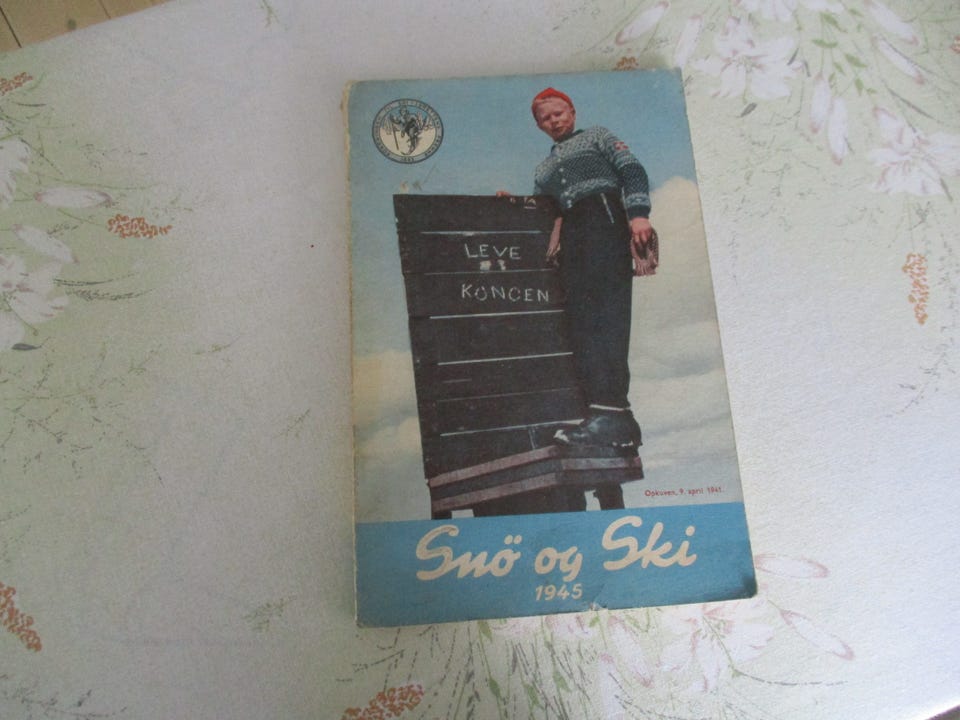 LEVE
KONGEN
Opkuven, 9. april 1941.
Snö og Ski
1945